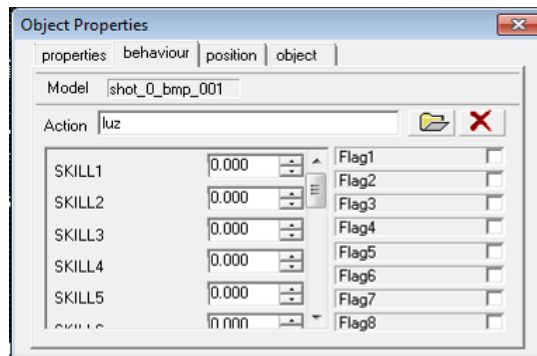 Object Properties
properties behaviour position object
Model shot_0_bmp_001
Action luz
SKILL1 0.000 Flag1
SKILL2 0.000 Flag2
SKILL3 0.000 Flag3
SKILL4 0.000 Flag4
SKILL5 0.000 Flag5
Flag6
Flag7
SKILL6 0.000 Flag8